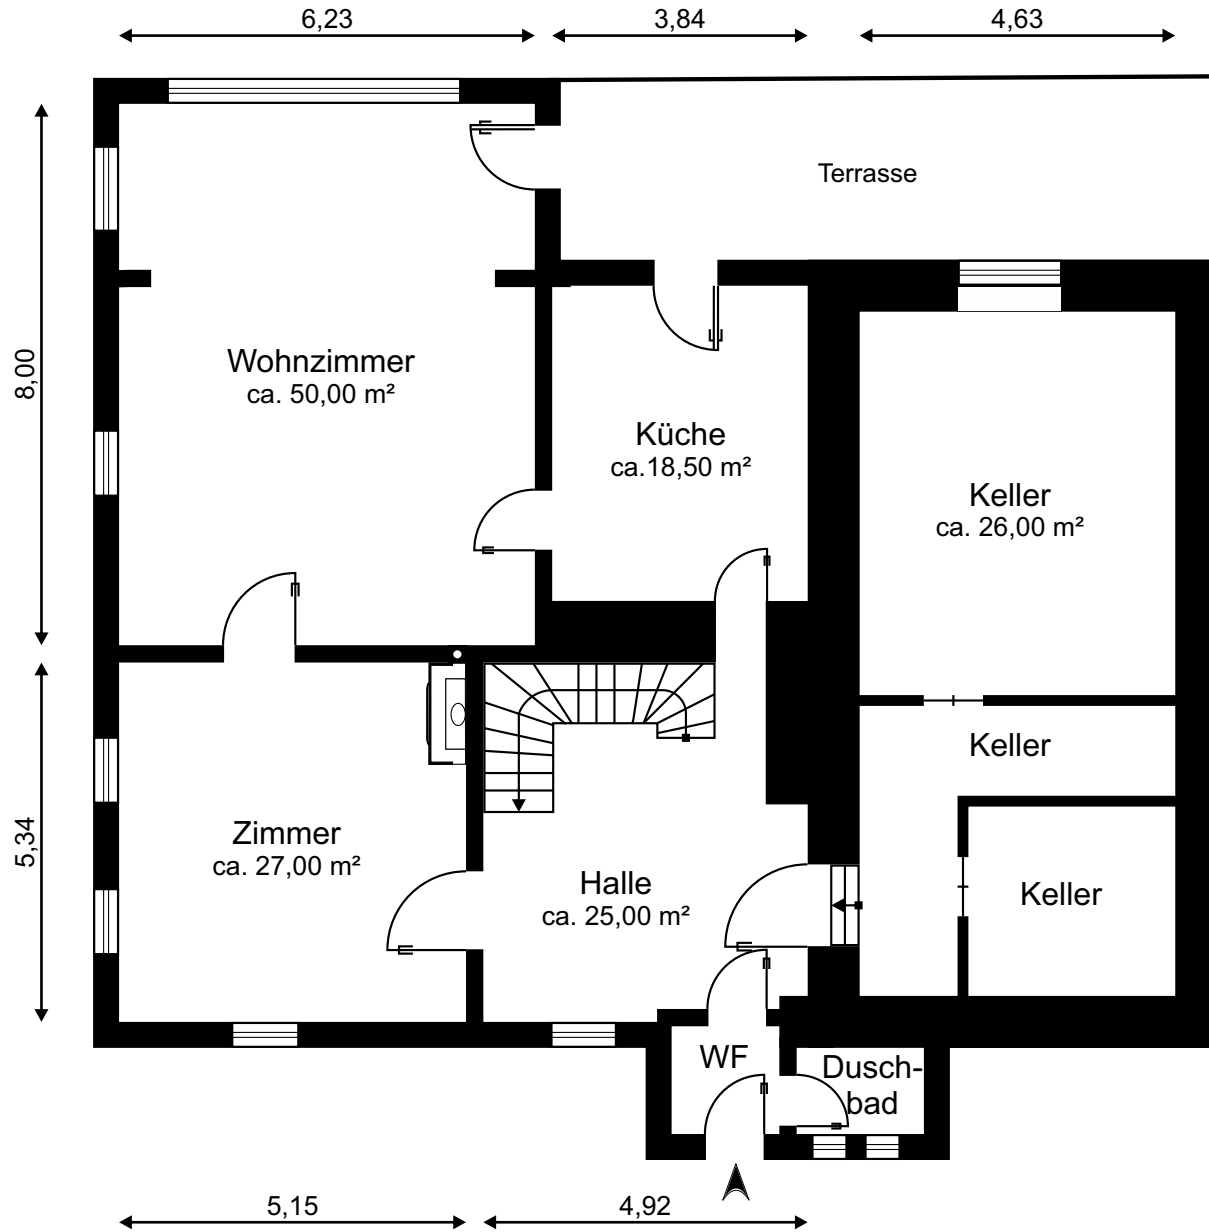 6,23
3,84
4,63
Terrasse
8,00
Wohnzimmer
ca. 50,00 m²
Küche
ca.18,50 m²
Keller
ca. 26,00 m²
Keller
5,34
Zimmer
ca. 27,00 m²
Halle
ca. 25,00 m²
Keller
WF
Dusch-
bad
5,15
4,92